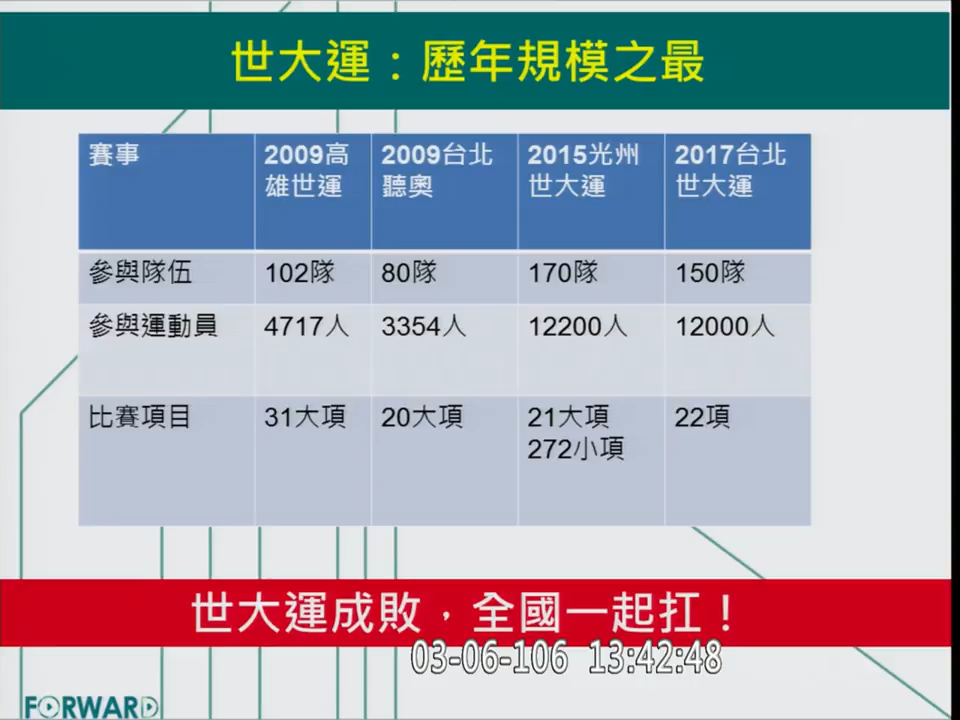 世大運：歷年規模之最
賽事 2009高雄世運 2009台北聽奧 2015光州世大運 2017台北世大運
參與隊伍 102隊 80隊 170隊 150隊
參與運動員 4717人 3354人 12200人 12000人
比賽項目 31大項 20大項 21大項 272小項 22項
世大運成敗，全國一起扛！
03-06-106 13:42:48
FORWARD